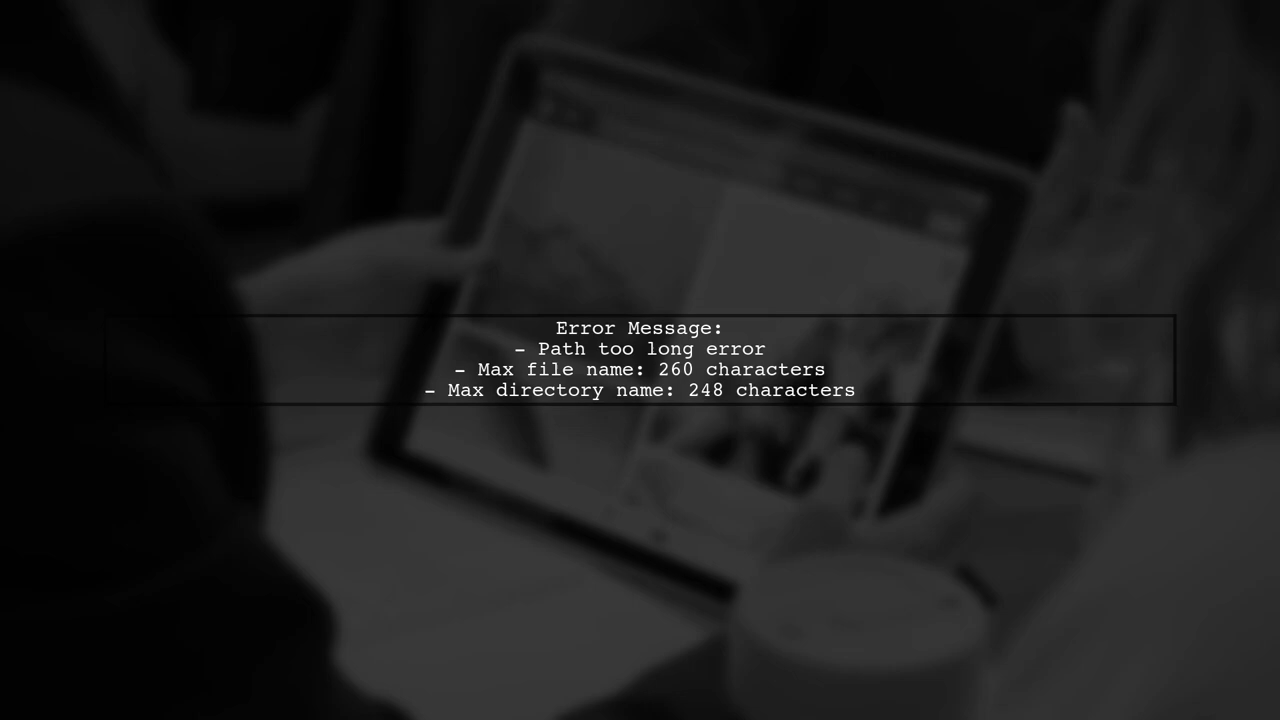 Error Message:
– Path too long error
– Max file name: 260 characters
– Max directory name: 248 characters